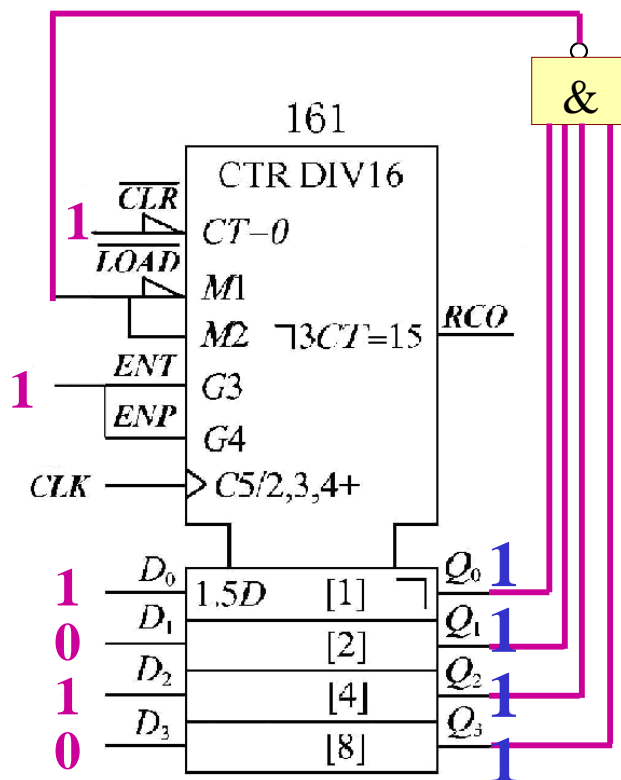 &
161
CTR DIV16
1 CLR CT-0
LOAD M1
M2 ⌝3CT=15 RCO
1 ENT G3
ENP G4
CLK C5/2,3,4+
1 D₀ 1.5D [1] ⌝ Q₀ 1
0 D₁ [2] Q₁ 1
1 D₂ [4] Q₂ 1
0 D₃ [8] Q₃ 1